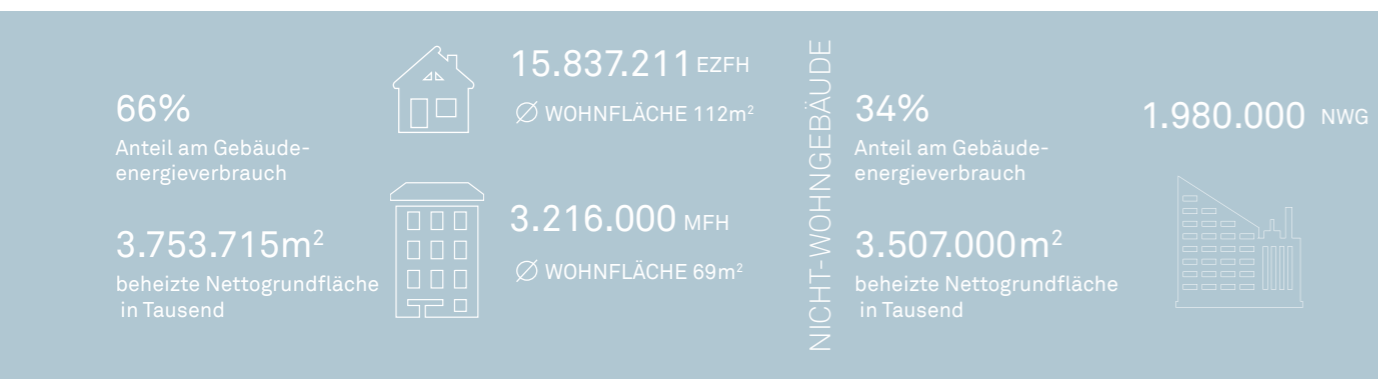 66%
Anteil am Gebäude-
energieverbrauch
3.753.715m²
beheizte Nettogrundfläche
in Tausend
15.837.211 EZFH
∅ WOHNFLÄCHE 112m²
3.216.000 MFH
∅ WOHNFLÄCHE 69m²
NICHT-WOHNGEBÄUDE
34%
Anteil am Gebäude-
energieverbrauch
3.507.000m²
beheizte Nettogrundfläche
in Tausend
1.980.000 NWG